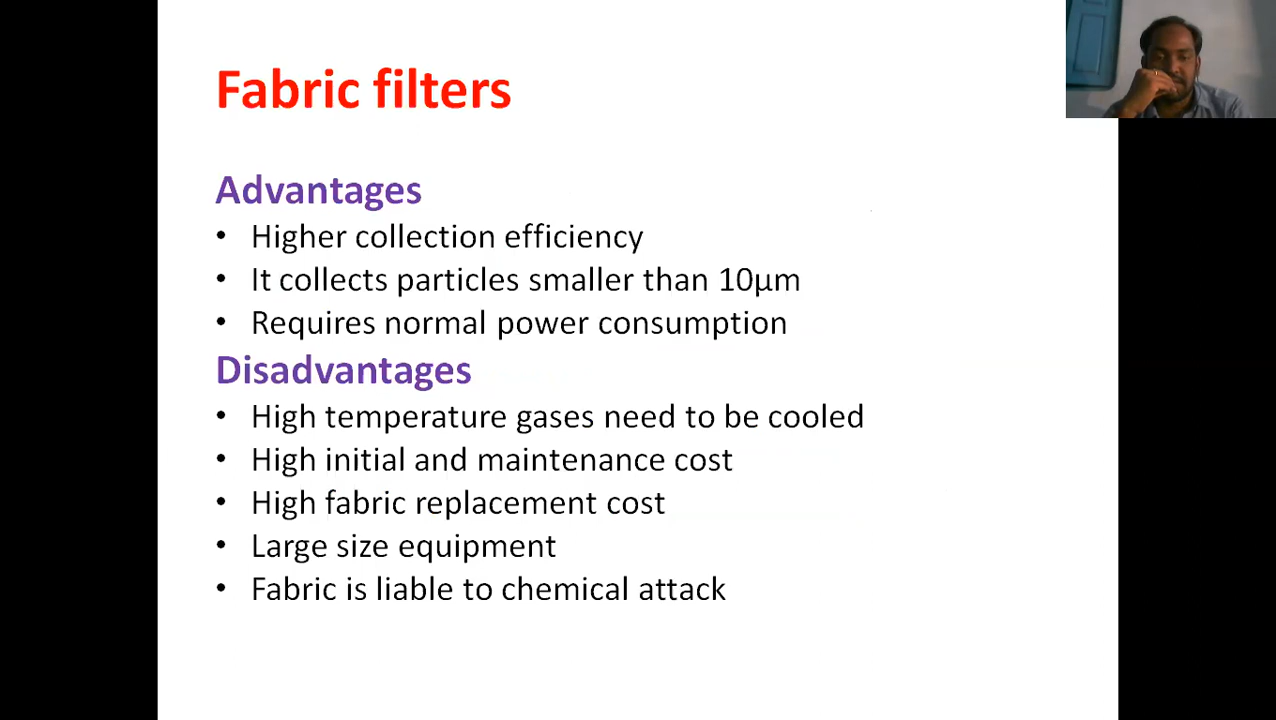 Fabric filters
Advantages
• Higher collection efficiency
• It collects particles smaller than 10µm
• Requires normal power consumption
Disadvantages
• High temperature gases need to be cooled
• High initial and maintenance cost
• High fabric replacement cost
• Large size equipment
• Fabric is liable to chemical attack